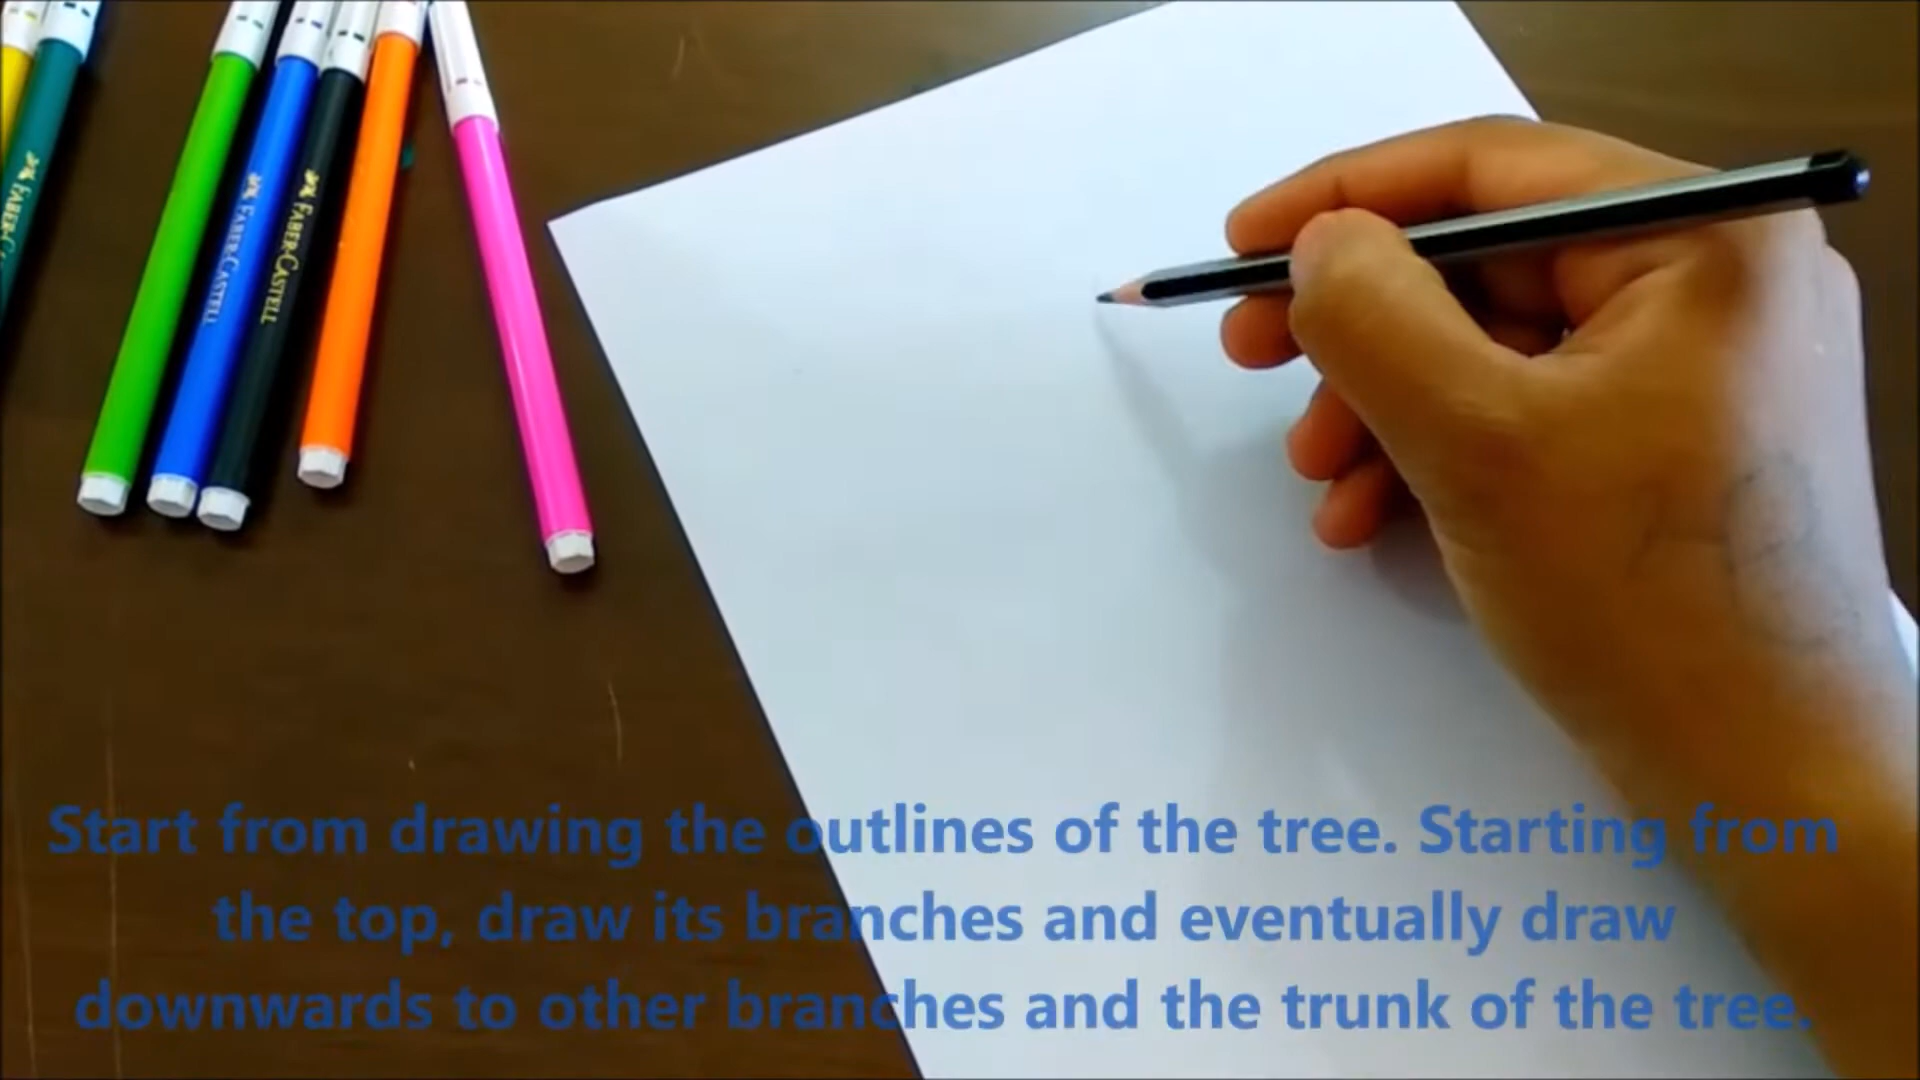 FABER-CASTELL
FABER-CASTELL
Start from drawing the outlines of the tree. Starting from
the top, draw its branches and eventually draw
downwards to other branches and the trunk of the tree.